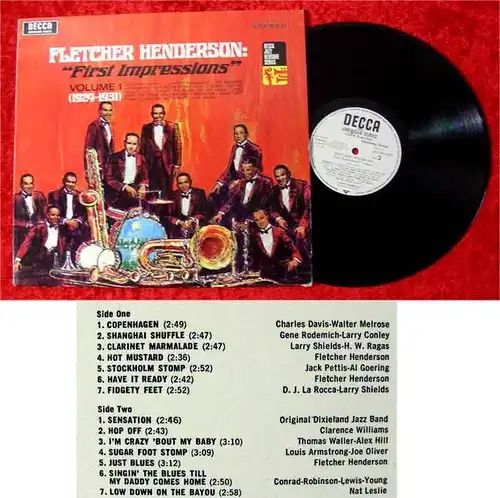 DECCA
FLETCHER HENDERSON:
"First Impressions"
VOLUME 1
(1924-1931)
DECCA
JAZZ
HERITAGE
SERIES
DECCA
2
Side One
1. COPENHAGEN (2:49) Charles Davis-Walter Melrose
2. SHANGHAI SHUFFLE (2:47) Gene Rodemich-Larry Conley
3. CLARINET MARMALADE (2:47) Larry Shields-H. W. Ragas
4. HOT MUSTARD (2:36) Fletcher Henderson
5. STOCKHOLM STOMP (2:52) Jack Pettis-Al Goering
6. HAVE IT READY (2:42) Fletcher Henderson
7. FIDGETY FEET (2:52) D. J. La Rocca-Larry Shields
Side Two
1. SENSATION (2:46) Original Dixieland Jazz Band
2. HOP OFF (2:43) Clarence Williams
3. I'M CRAZY 'BOUT MY BABY (3:10) Thomas Waller-Alex Hill
4. SUGAR FOOT STOMP (3:09) Louis Armstrong-Joe Oliver
5. JUST BLUES (3:12) Fletcher Henderson
6. SINGIN' THE BLUES TILL
MY DADDY COMES HOME (2:50) Conrad-Robinson-Lewis-Young
7. LOW DOWN ON THE BAYOU (2:58) Nat Leslie